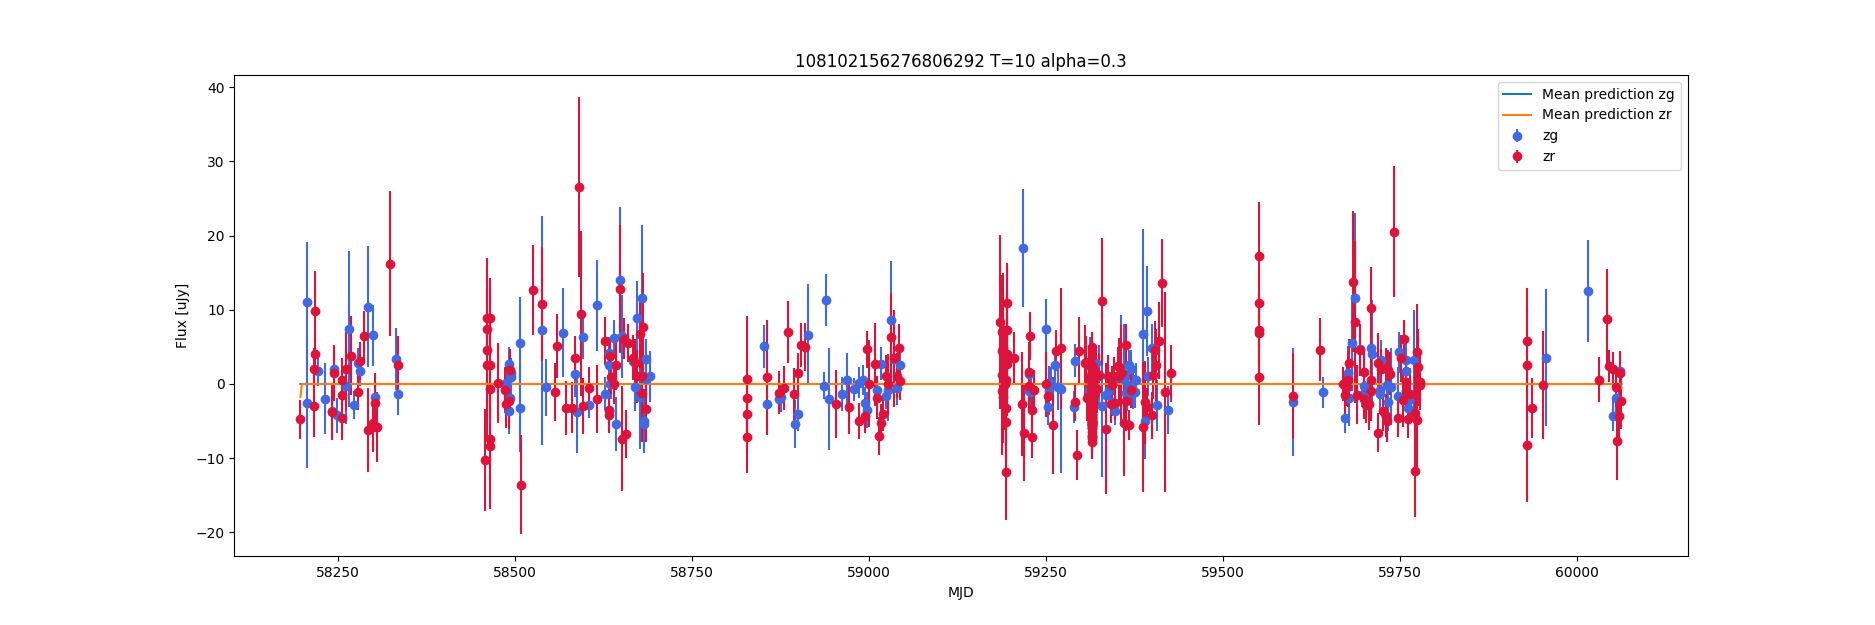 108102156276806292 T=10 alpha=0.3
Mean prediction zg
Mean prediction zr
zg
zr
Flux [uJy]
40
30
20
10
0
−10
−20
58250 58500 58750 59000 59250 59500 59750 60000
MJD